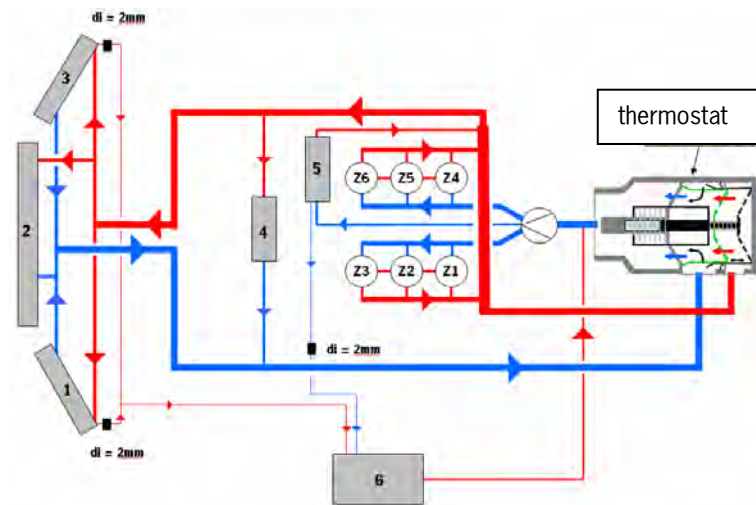 di = 2mm
3
thermostat
5
Z6 Z5 Z4
2
4
Z3 Z2 Z1
di = 2mm
1
di = 2mm
6